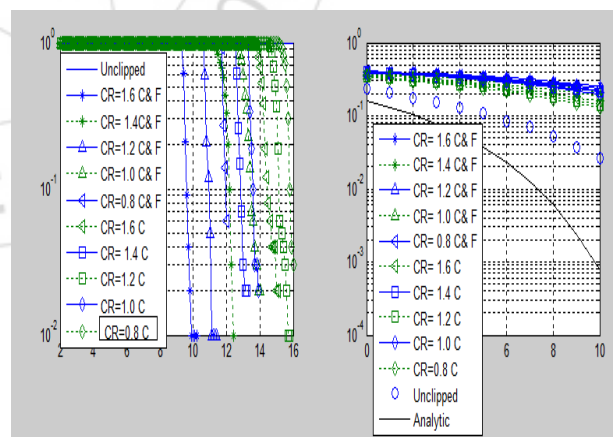 10^0
10^-1
10^-2
2 4 6 8 10 12 14 16
Unclipped
CR=1.6 C& F
CR= 1.4C& F
CR=1.2 C& F
CR=1.0 C& F
CR=0.8 C& F
CR=1.6 C
CR= 1.4 C
CR=1.2 C
CR=1.0 C
CR=0.8 C
10^0
10^-1
10^-2
10^-3
10^-4
0 6 8 10
CR= 1.6 C& F
CR= 1.4 C& F
CR= 1.2 C& F
CR= 1.0 C& F
CR= 0.8 C& F
CR= 1.6 C
CR= 1.4 C
CR= 1.2 C
CR= 1.0 C
CR=0.8 C
Unclipped
Analytic